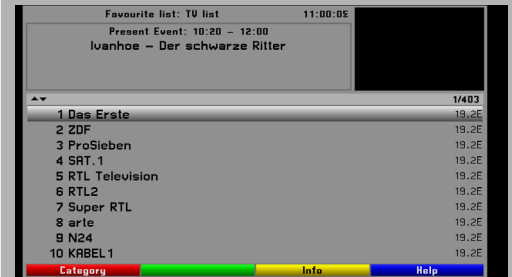 Favourite list: TV list 11:00:05
Present Event: 10:20 – 12:00
Ivanhoe – Der schwarze Ritter
1/403
1 Das Erste 19.2E
2 ZDF 19.2E
3 ProSieben 19.2E
4 SAT.1 19.2E
5 RTL Television 19.2E
6 RTL2 19.2E
7 Super RTL 19.2E
8 arte 19.2E
9 N24 19.2E
10 KABEL1 19.2E
Category Info Help